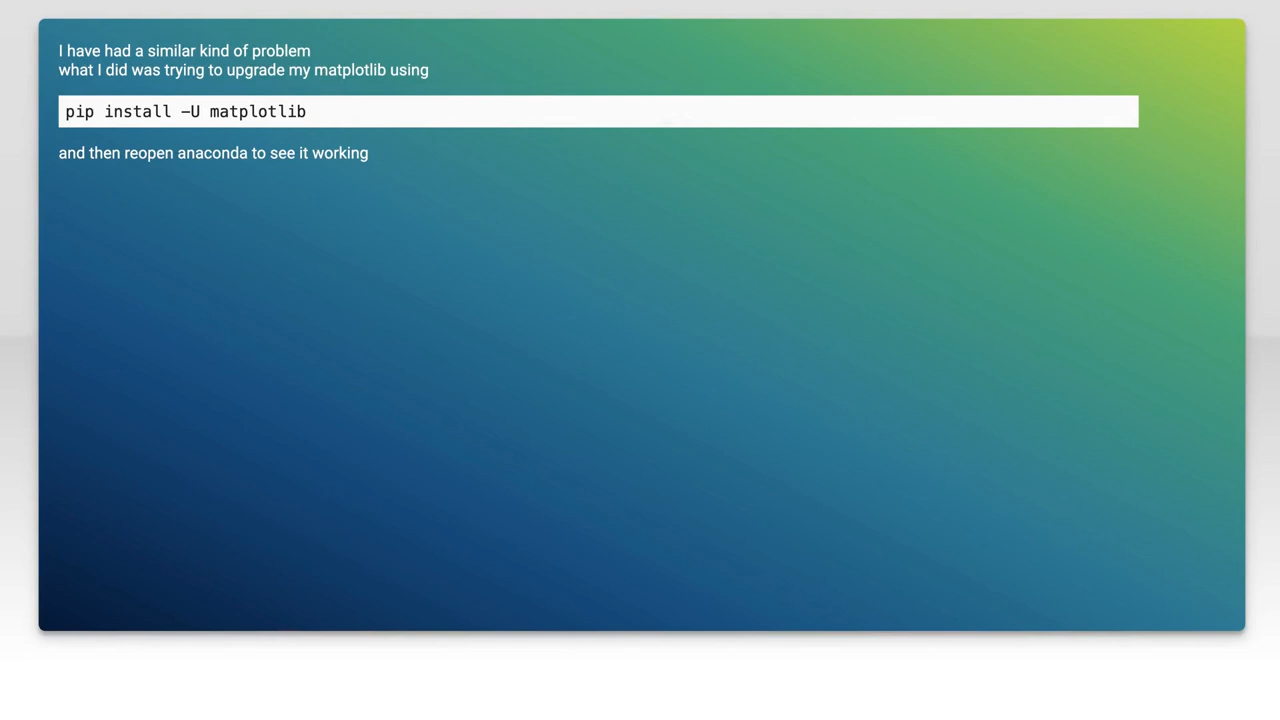 I have had a similar kind of problem
what I did was trying to upgrade my matplotlib using
pip install -U matplotlib
and then reopen anaconda to see it working